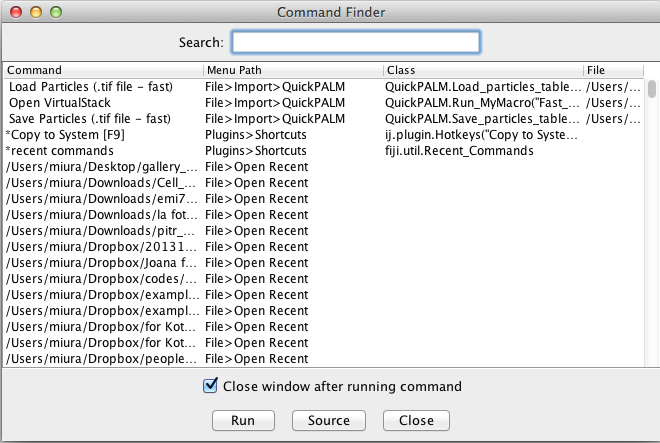 Command Finder
Search:
Command Menu Path Class File
Load Particles (.tif file - fast) File>Import>QuickPALM QuickPALM.Load_particles_table... /Users/...
Open VirtualStack File>Import>QuickPALM QuickPALM.Run_MyMacro("Fast_... /Users/...
Save Particles (.tif file - fast) File>Import>QuickPALM QuickPALM.Save_particles_table... /Users/...
*Copy to System [F9] Plugins>Shortcuts ij.plugin.Hotkeys("Copy to Syste...
*recent commands Plugins>Shortcuts fiji.util.Recent_Commands
/Users/miura/Desktop/gallery_... File>Open Recent
/Users/miura/Downloads/Cell_... File>Open Recent
/Users/miura/Downloads/emi7... File>Open Recent
/Users/miura/Downloads/la fot... File>Open Recent
/Users/miura/Downloads/pitr_... File>Open Recent
/Users/miura/Dropbox/20131... File>Open Recent
/Users/miura/Dropbox/Joana f... File>Open Recent
/Users/miura/Dropbox/codes/... File>Open Recent
/Users/miura/Dropbox/exampl... File>Open Recent
/Users/miura/Dropbox/exampl... File>Open Recent
/Users/miura/Dropbox/for Kot... File>Open Recent
/Users/miura/Dropbox/for Kot... File>Open Recent
/Users/miura/Dropbox/people... File>Open Recent
Close window after running command
Run Source Close